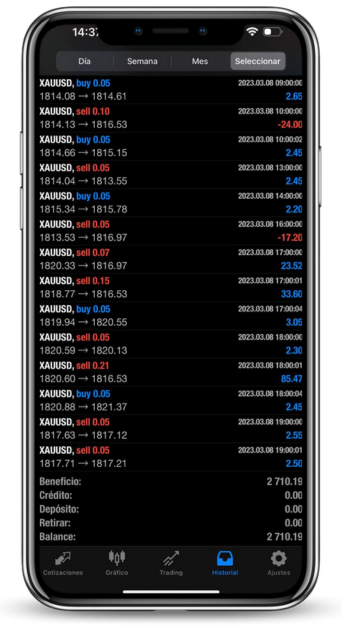 14:37
Día Semana Mes Seleccionar
XAUUSD, buy 0.05 2023.03.08 09:00:00
1814.08 → 1814.61 2.65
XAUUSD, sell 0.10 2023.03.08 10:00:00
1814.13 → 1816.53 -24.00
XAUUSD, buy 0.05 2023.03.08 10:00:02
1814.66 → 1815.15 2.45
XAUUSD, sell 0.05 2023.03.08 13:00:00
1814.04 → 1813.55 2.45
XAUUSD, buy 0.05 2023.03.08 14:00:00
1815.34 → 1815.78 2.20
XAUUSD, sell 0.05 2023.03.08 16:00:00
1813.53 → 1816.97 -17.20
XAUUSD, sell 0.07 2023.03.08 17:00:00
1820.33 → 1816.97 23.52
XAUUSD, sell 0.15 2023.03.08 17:00:01
1818.77 → 1816.53 33.60
XAUUSD, buy 0.05 2023.03.08 17:00:04
1819.94 → 1820.55 3.05
XAUUSD, sell 0.05 2023.03.08 18:00:00
1820.59 → 1820.13 2.30
XAUUSD, sell 0.21 2023.03.08 18:00:01
1820.60 → 1816.53 85.47
XAUUSD, buy 0.05 2023.03.08 18:00:04
1820.88 → 1821.37 2.45
XAUUSD, sell 0.05 2023.03.08 19:00:00
1817.63 → 1817.12 2.55
XAUUSD, sell 0.05 2023.03.08 19:00:01
1817.71 → 1817.21 2.50
Beneficio: 2 710.19
Crédito: 0.00
Depósito: 0.00
Retirar: 0.00
Balance: 2 710.19
Cotizaciones Gráfico Trading Historial Ajustes